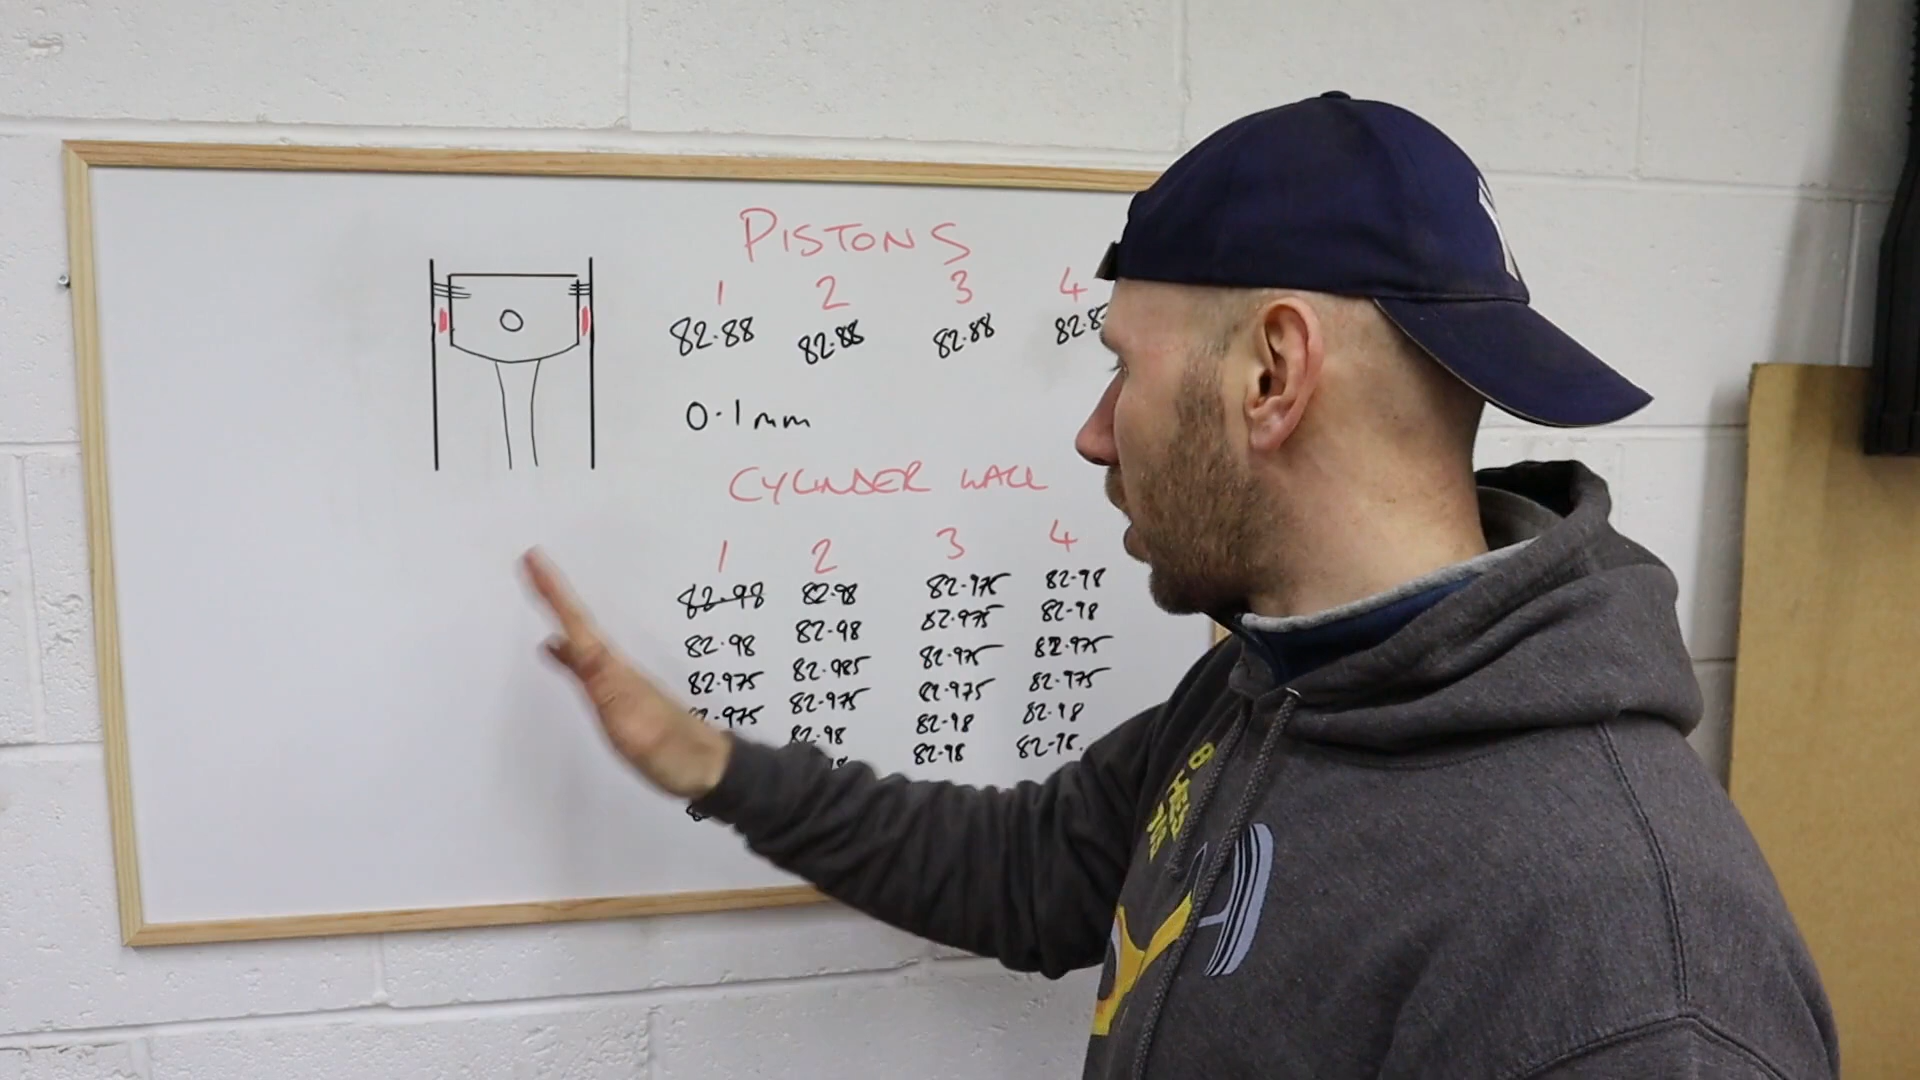 PISTONS
1 2 3 4
82.88 82.88 82.88
0.1mm
CYLINDER WALL
1 2 3 4
82.98 82.98 82.975 82.98
82.98 82.98 82.975 82.98
82.975 82.985 82.975 82.975
82.975 82.975 82.975
82.98 82.98 82.98
82.98